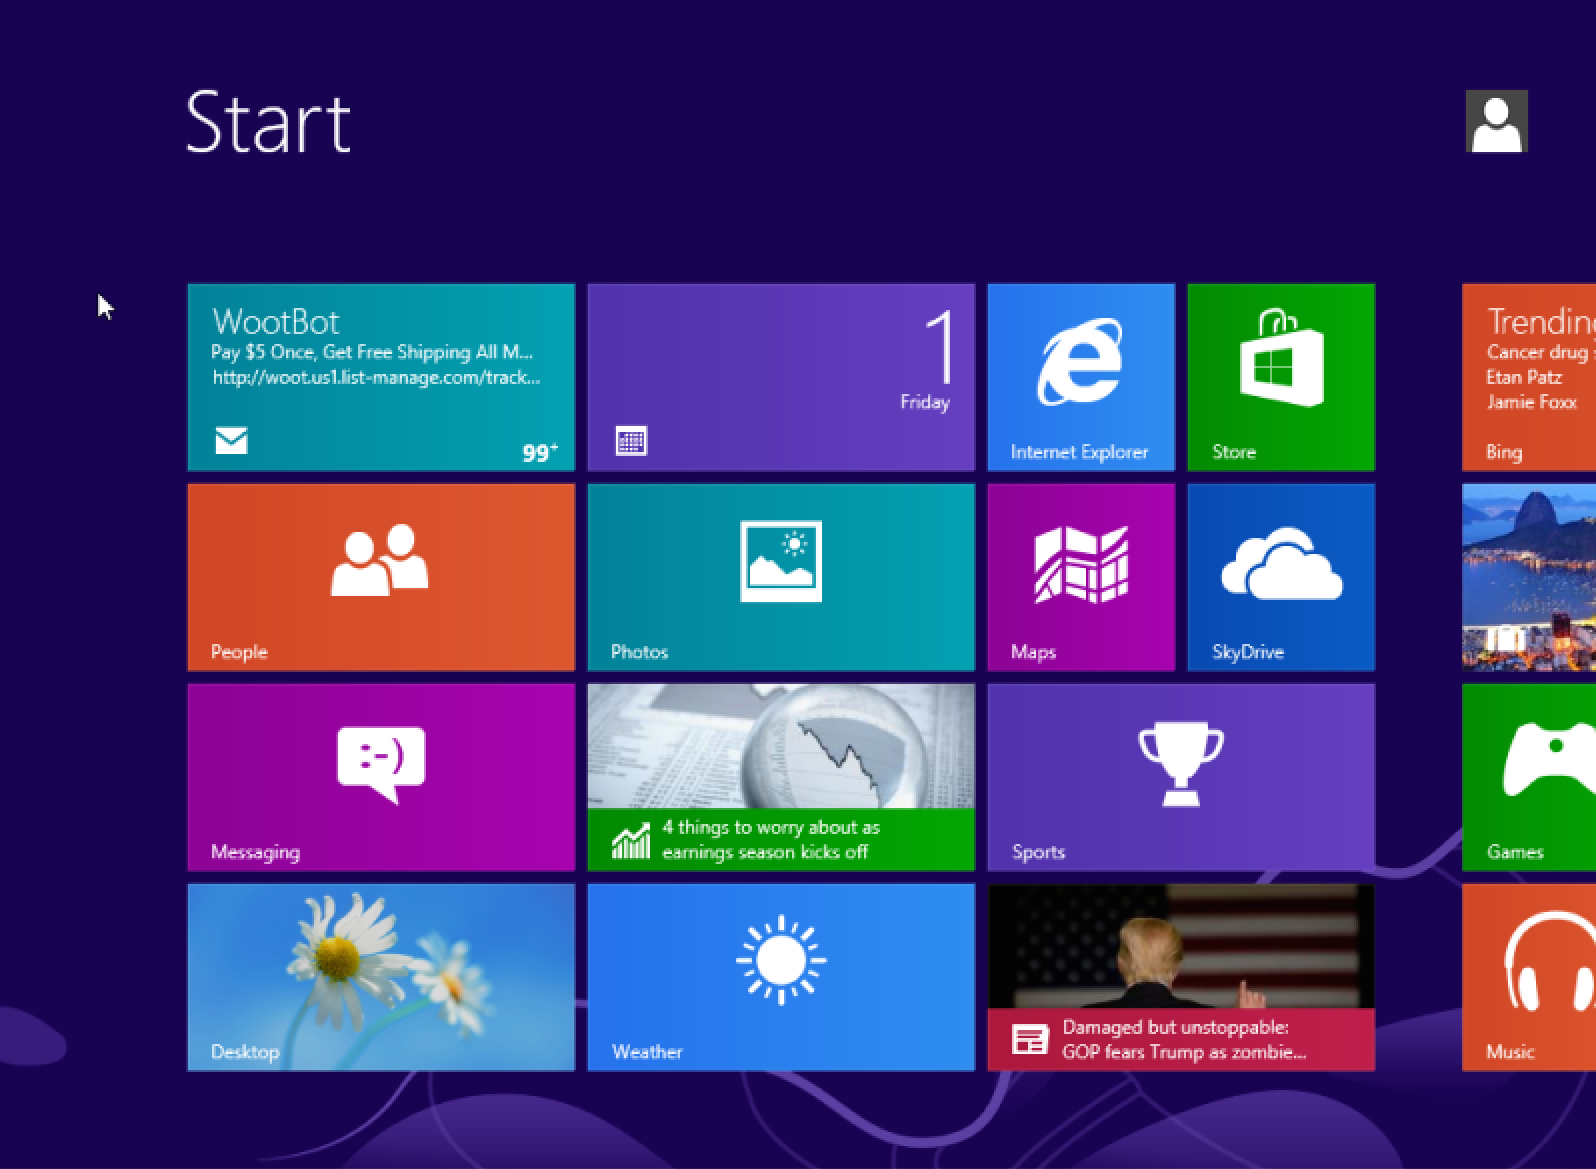 Start
WootBot
Pay $5 Once, Get Free Shipping All M...
http://woot.us1.list-manage.com/track...
99+
1
Friday
Internet Explorer
Store
Trending
Cancer drug
Etan Patz
Jamie Foxx
Bing
People
Photos
Maps
SkyDrive
:-)
Messaging
4 things to worry about as
earnings season kicks off
Sports
Games
Desktop
Weather
Damaged but unstoppable:
GOP fears Trump as zombie...
Music